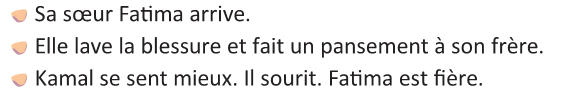 Sa sœur Fatima arrive.
Elle lave la blessure et fait un pansement à son frère.
Kamal se sent mieux. Il sourit. Fatima est fière.